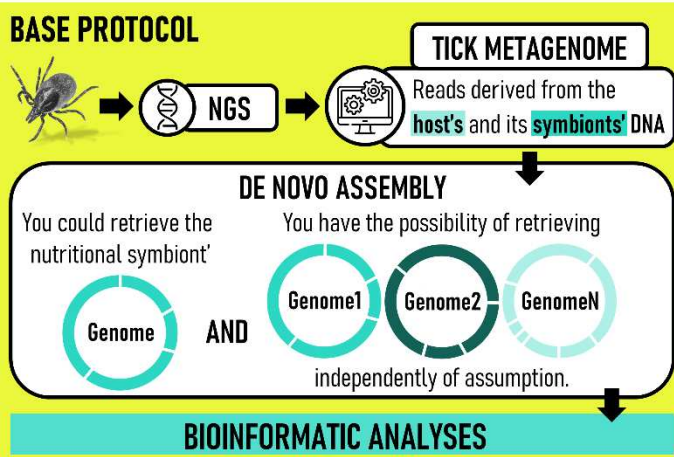 BASE PROTOCOL
NGS
TICK METAGENOME
Reads derived from the
host's and its symbionts' DNA
DE NOVO ASSEMBLY
You could retrieve the
nutritional symbiont'
Genome
AND
You have the possibility of retrieving
Genome1
Genome2
GenomeN
independently of assumption.
BIOINFORMATIC ANALYSES